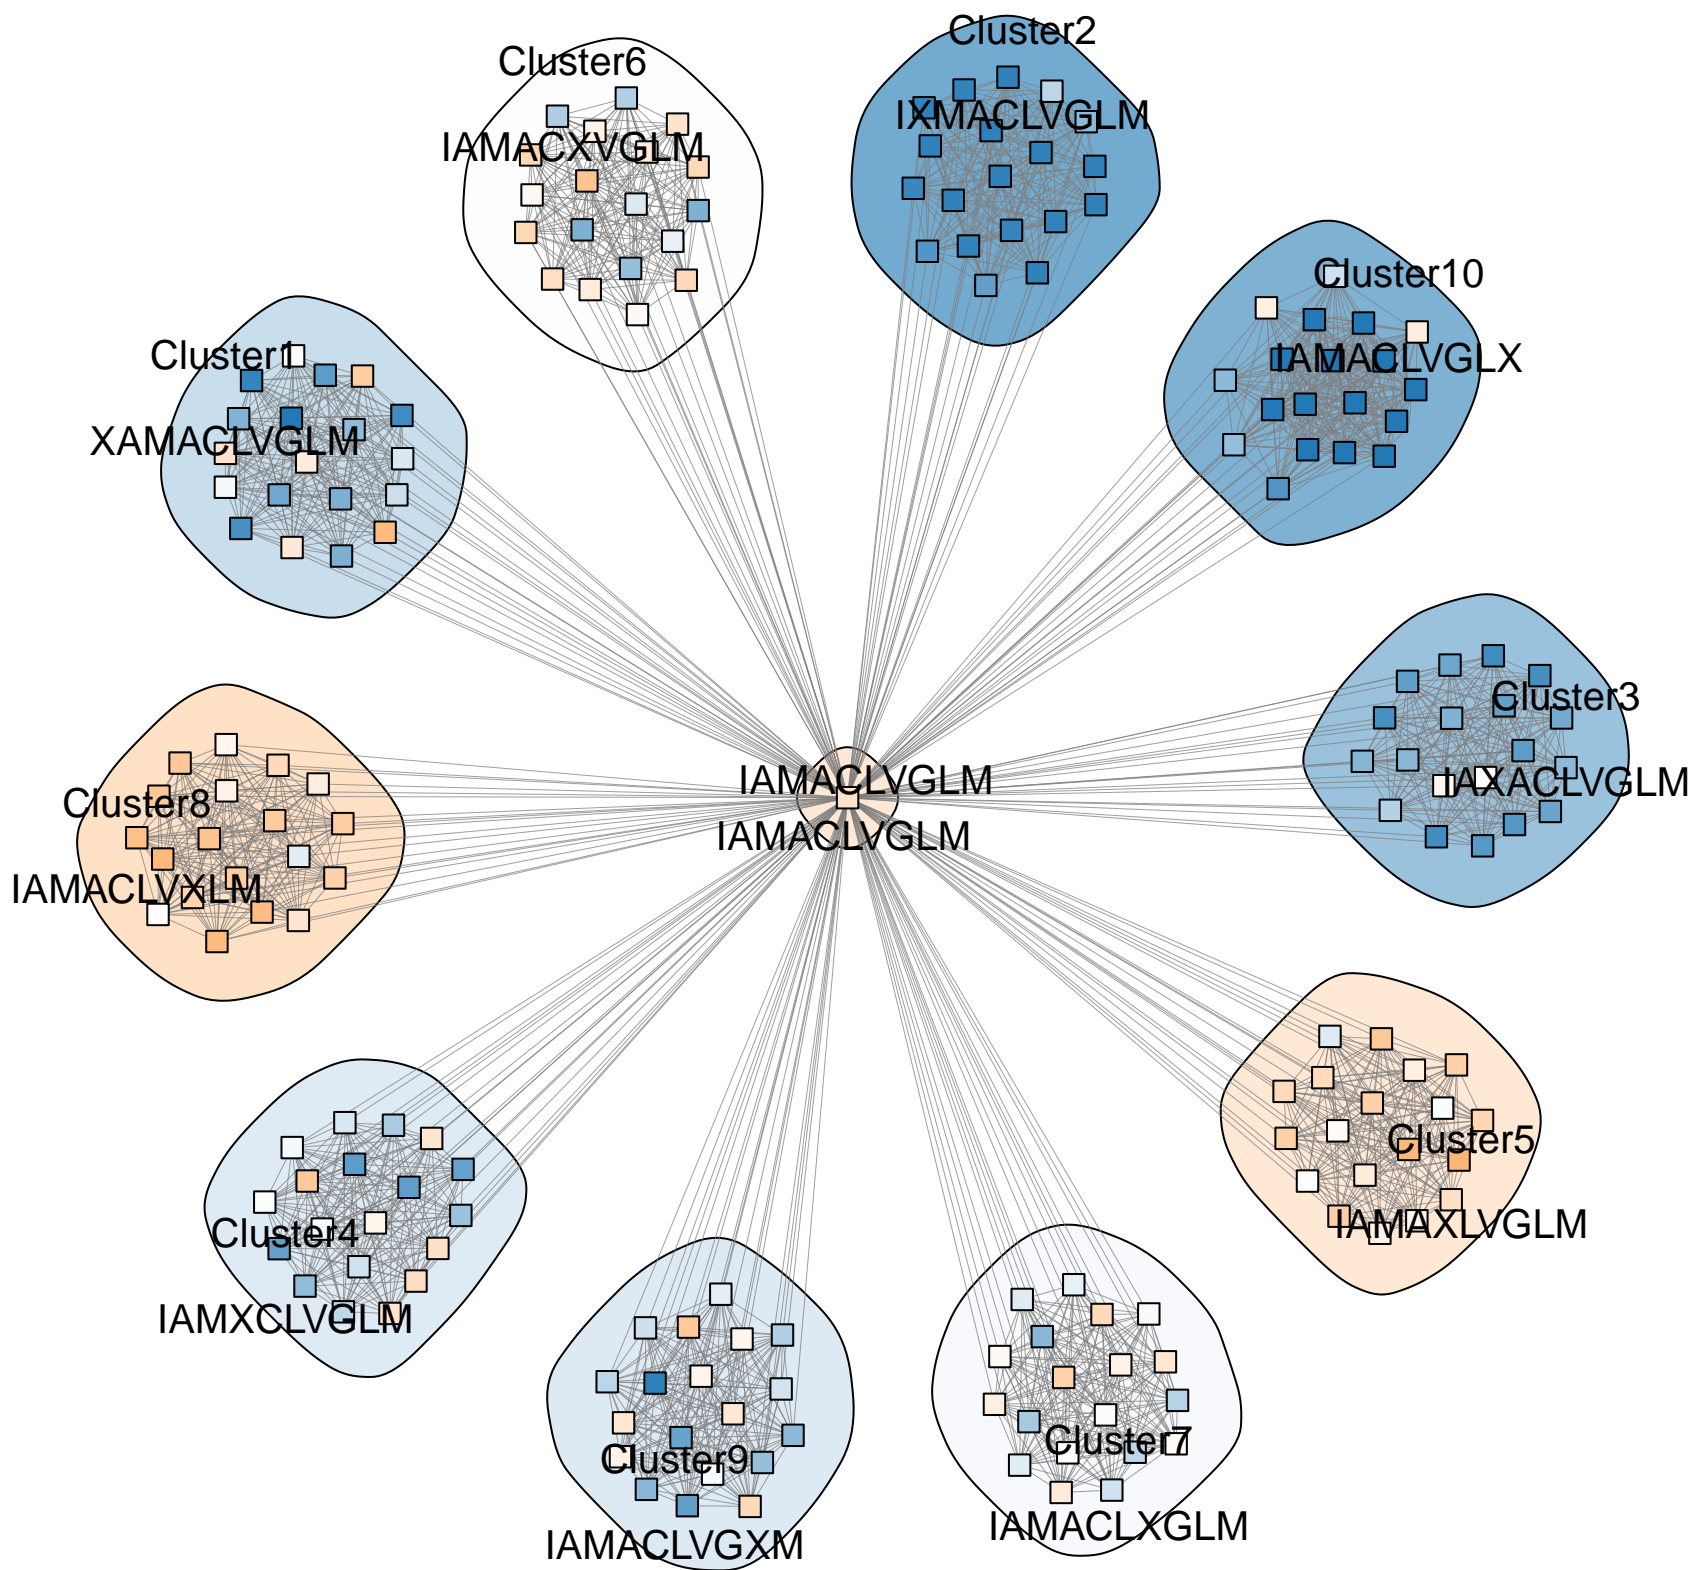 Cluster2
Cluster6
IXMACLVGLM
IAMACXVGLM
Cluster10
Cluster1
IAMACLVGLX
XAMACLVGLM
Cluster3
IAMACLVGLM
IAXACLVGLM
Cluster8
IAMACLVGLM
IAMACLVXLM
Cluster5
IAMAXLVGLM
Cluster4
IAMXCLVGLM
Cluster7
Cluster9
IAMACLXGLM
IAMACLVGXM